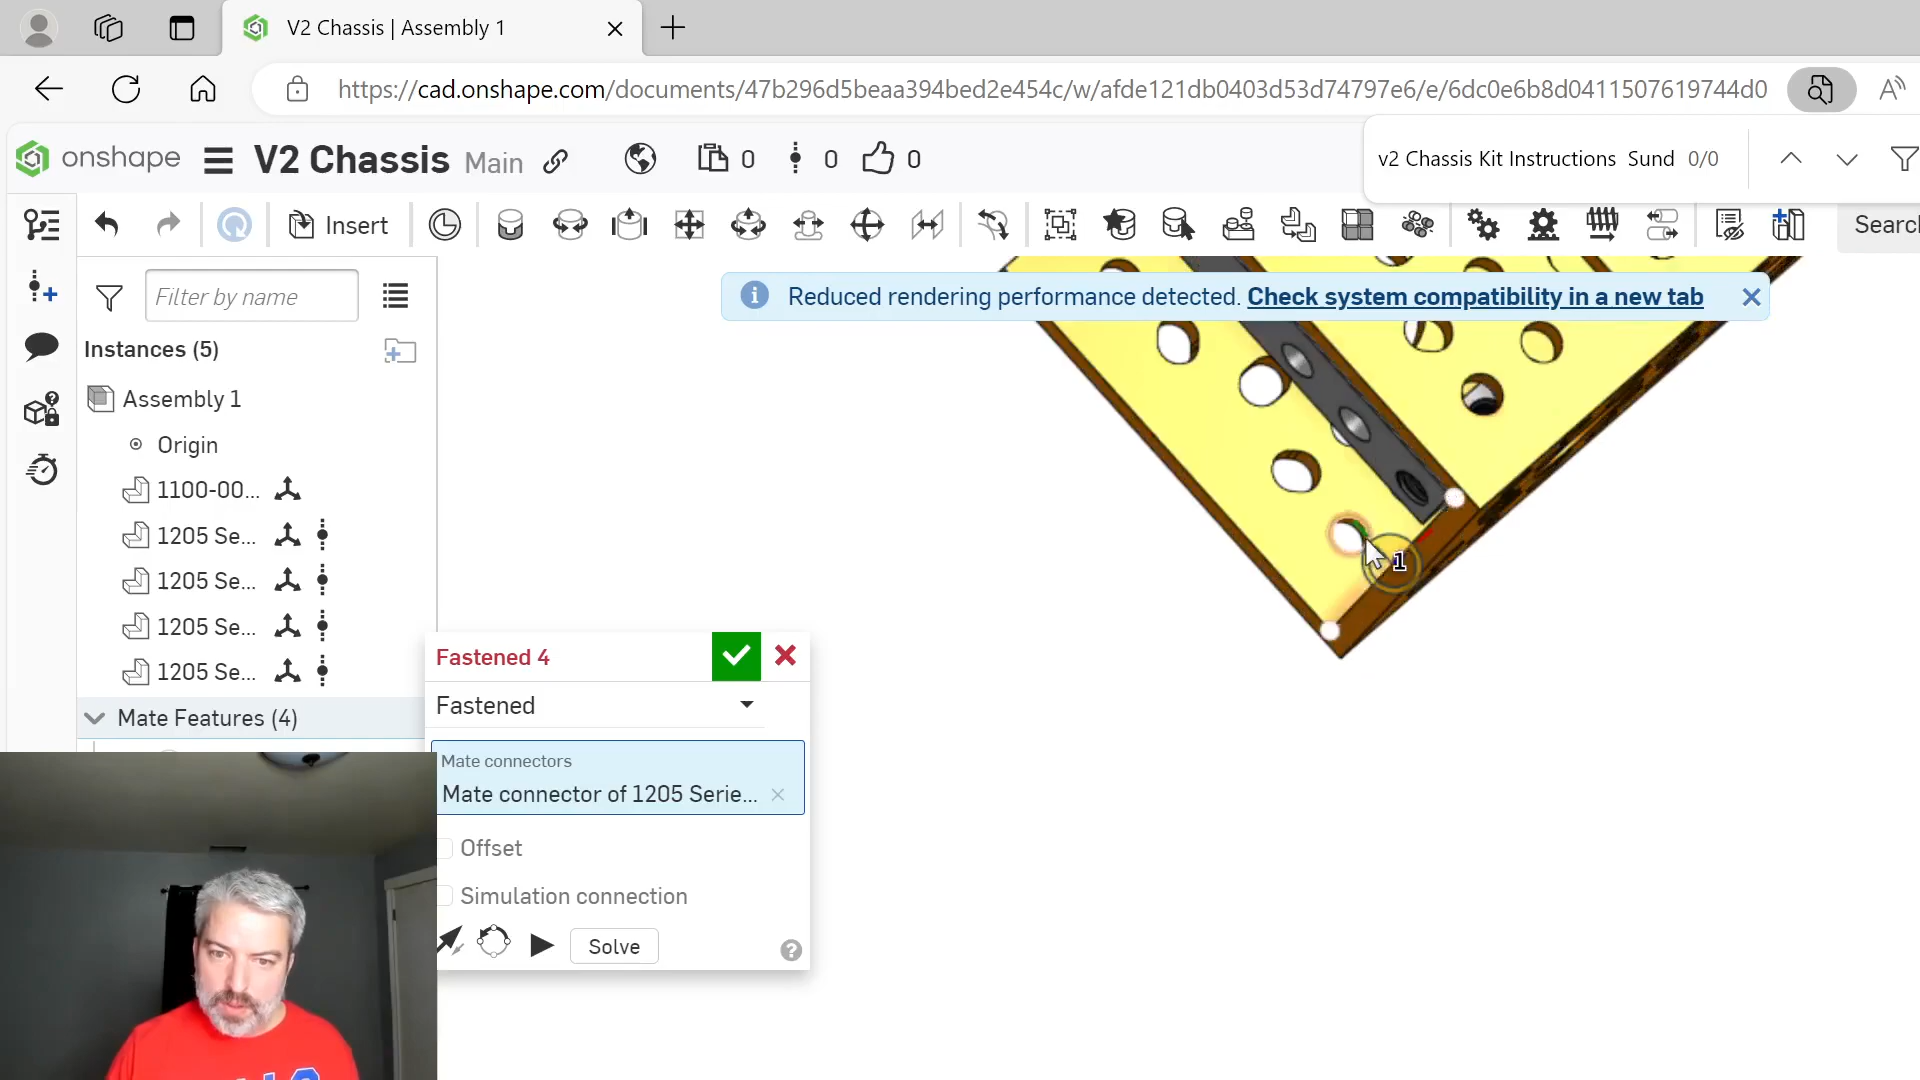 V2 Chassis | Assembly 1
https://cad.onshape.com/documents/47b296d5beaa394bed2e454c/w/afde121db0403d53d74797e6/e/6dc0e6b8d0411507619744d0
v2 Chassis Kit Instructions Sund 0/0
onshape V2 Chassis Main 0 0 0
Insert
Search
Filter by name
Reduced rendering performance detected. Check system compatibility in a new tab
Instances (5)
Assembly 1
Origin
1100-00...
1205 Se...
1205 Se...
1205 Se...
1205 Se...
Mate Features (4)
1
Fastened 4
Fastened
Mate connectors
Mate connector of 1205 Serie...
Offset
Simulation connection
Solve